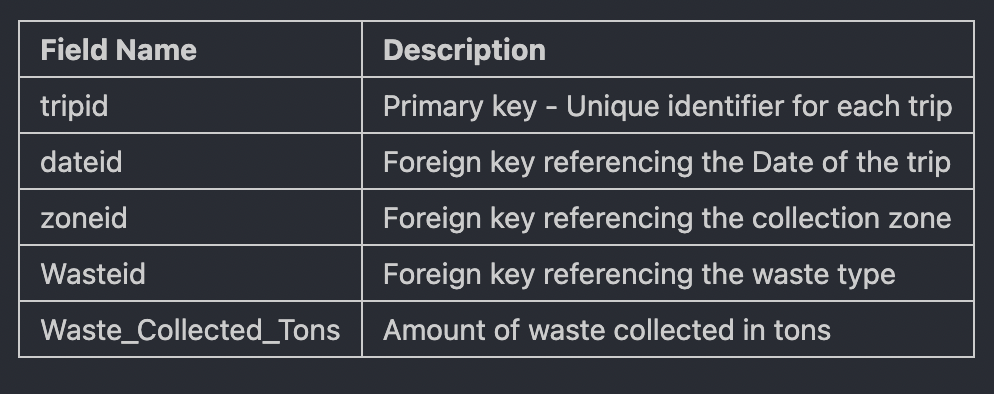 Field Name Description
tripid Primary key - Unique identifier for each trip
dateid Foreign key referencing the Date of the trip
zoneid Foreign key referencing the collection zone
Wasteid Foreign key referencing the waste type
Waste_Collected_Tons Amount of waste collected in tons